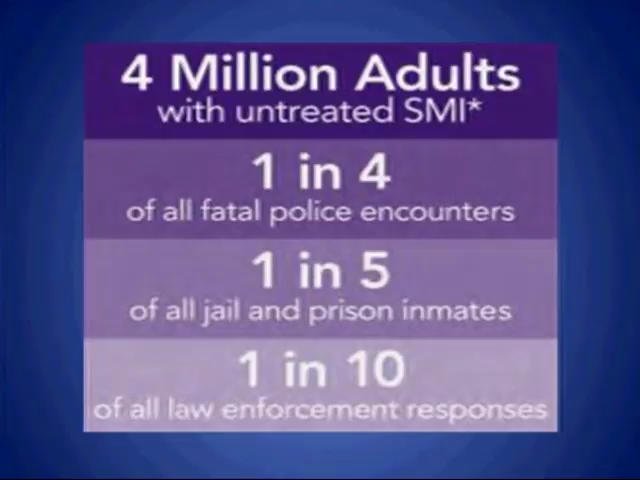 4 Million Adults
with untreated SMI*
1 in 4
of all fatal police encounters
1 in 5
of all jail and prison inmates
1 in 10
of all law enforcement responses